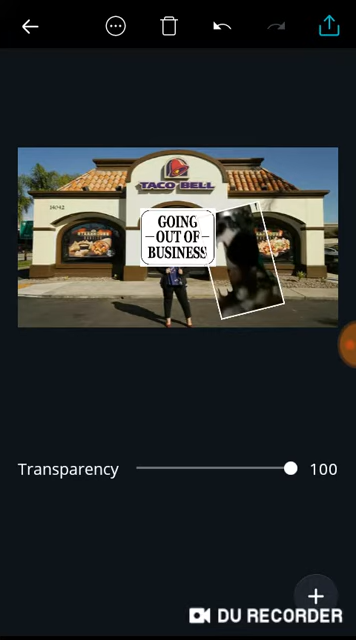 TACO BELL
GOING
OUT OF
BUSINESS
Transparency 100
DU RECORDER